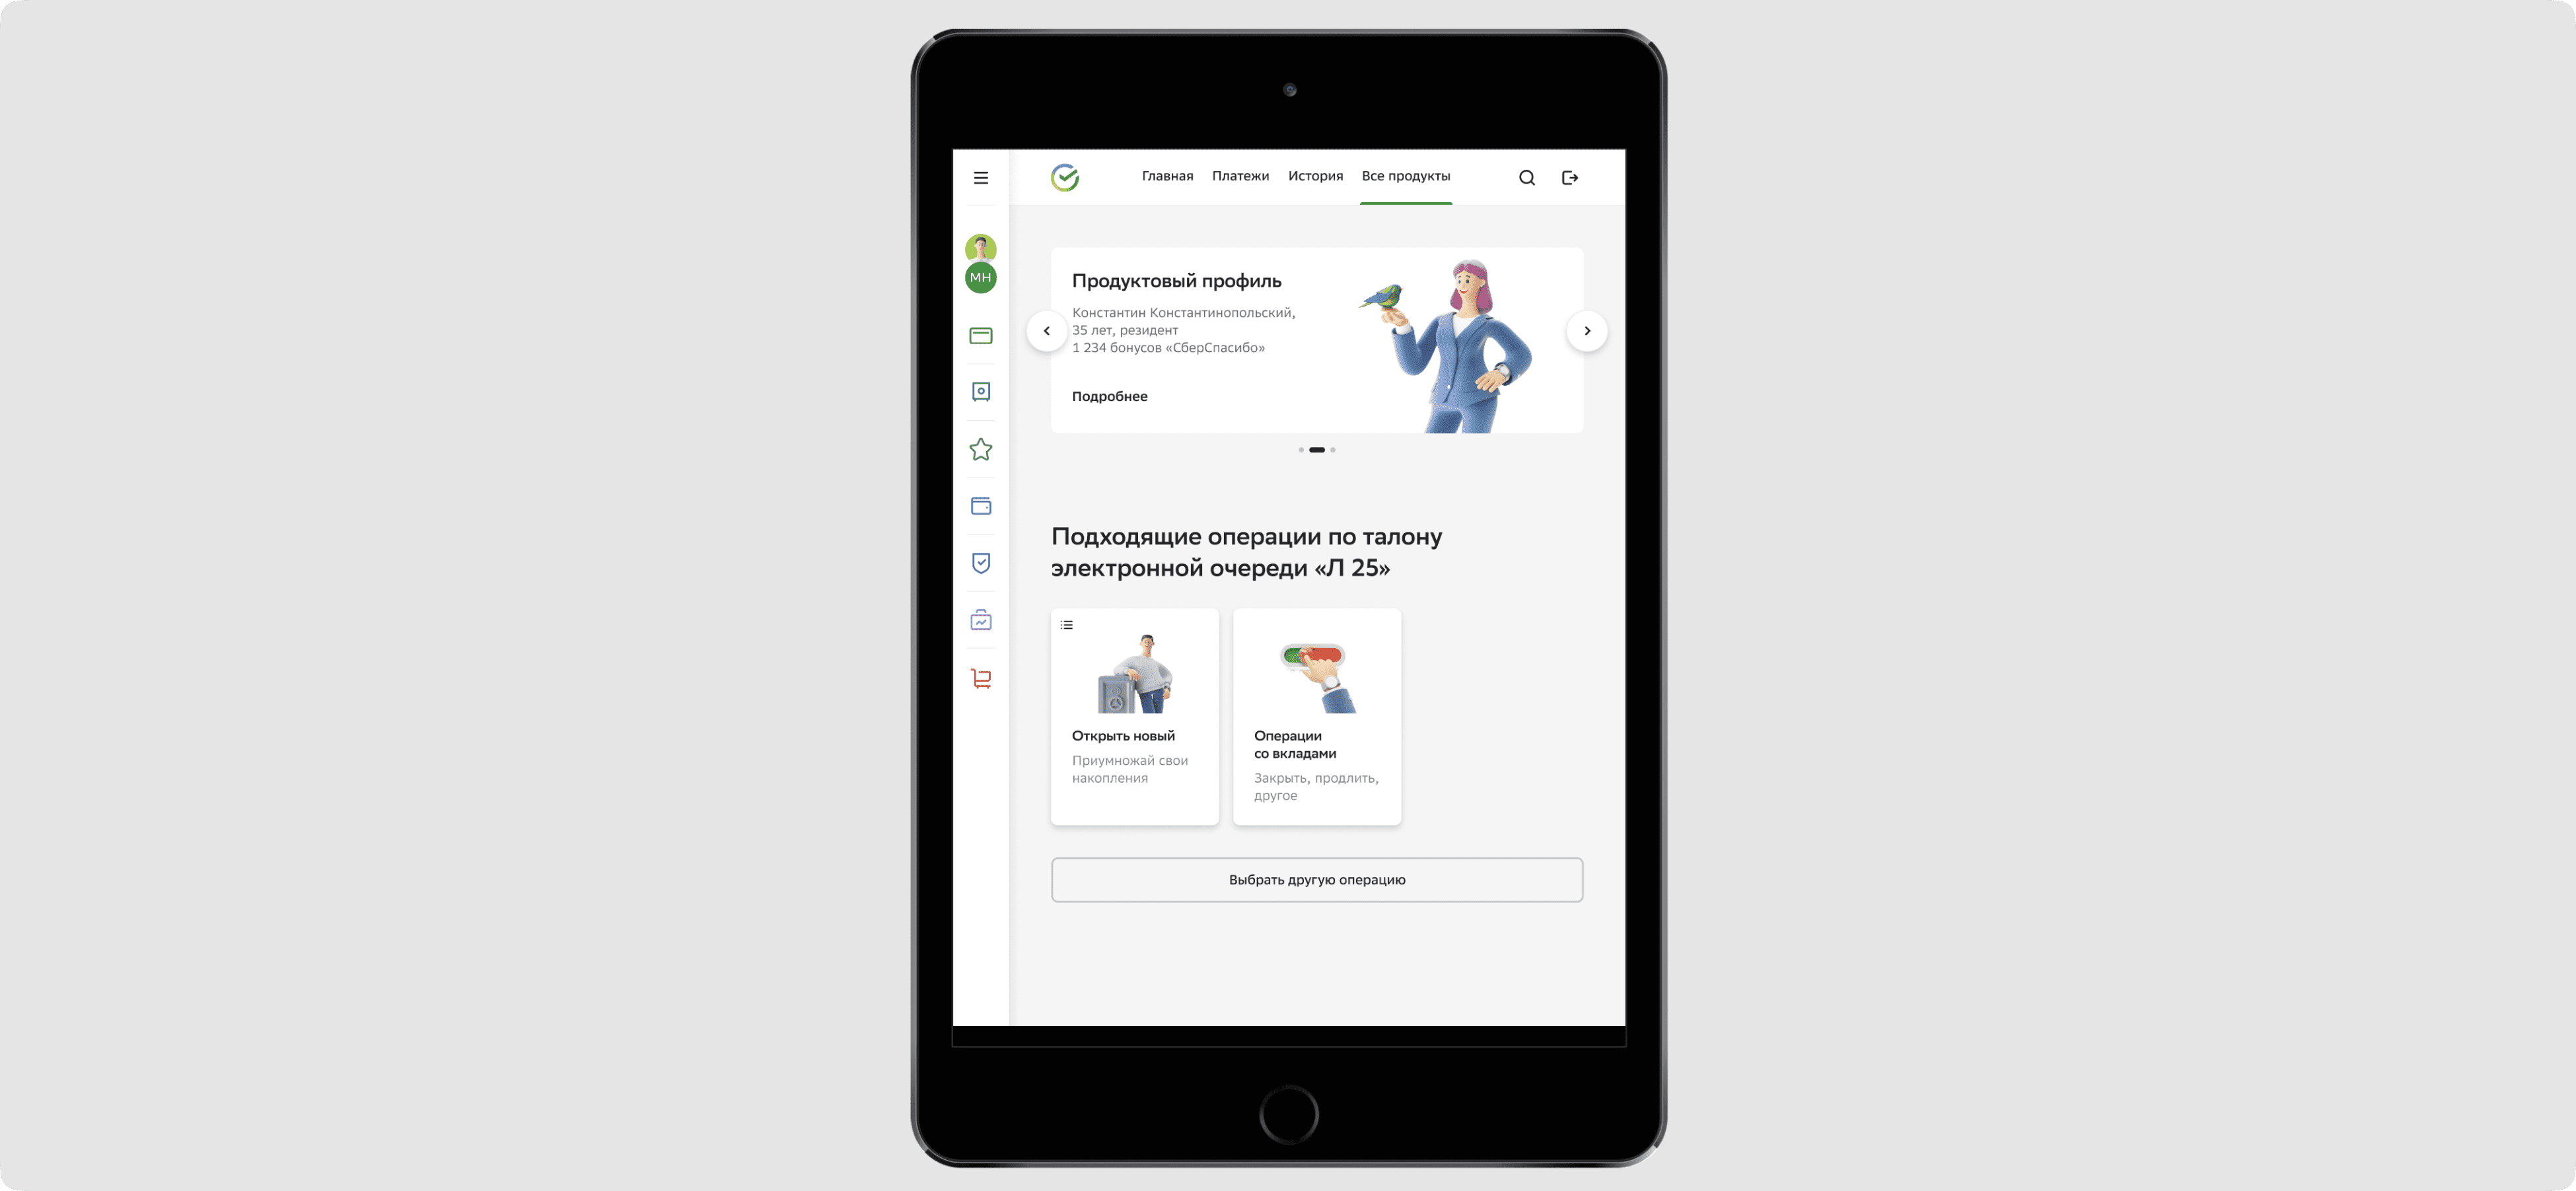 Главная Платежи История Все продукты
МН
Продуктовый профиль
Константин Константинопольский,
35 лет, резидент
1 234 бонусов «СберСпасибо»
Подробнее
Подходящие операции по талону
электронной очереди «Л 25»
Открыть новый
Приумножай свои
накопления
Операции
со вкладами
Закрыть, продлить,
другое
Выбрать другую операцию